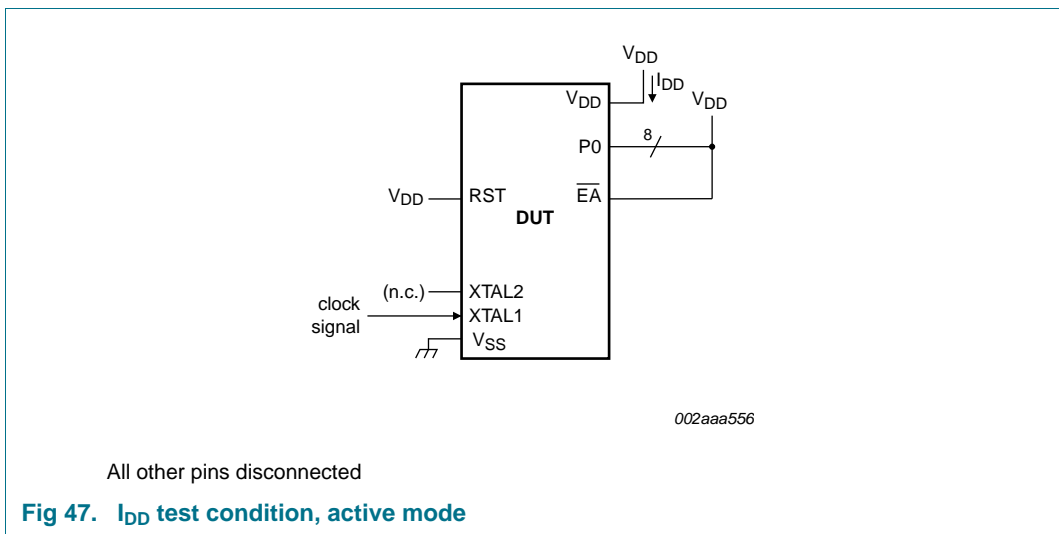 VDD
IDD
VDD
VDD
8
P0
VDD
RST
EA
DUT
(n.c.)
XTAL2
clock
signal
XTAL1
VSS
002aaa556
All other pins disconnected
Fig 47. IDD test condition, active mode